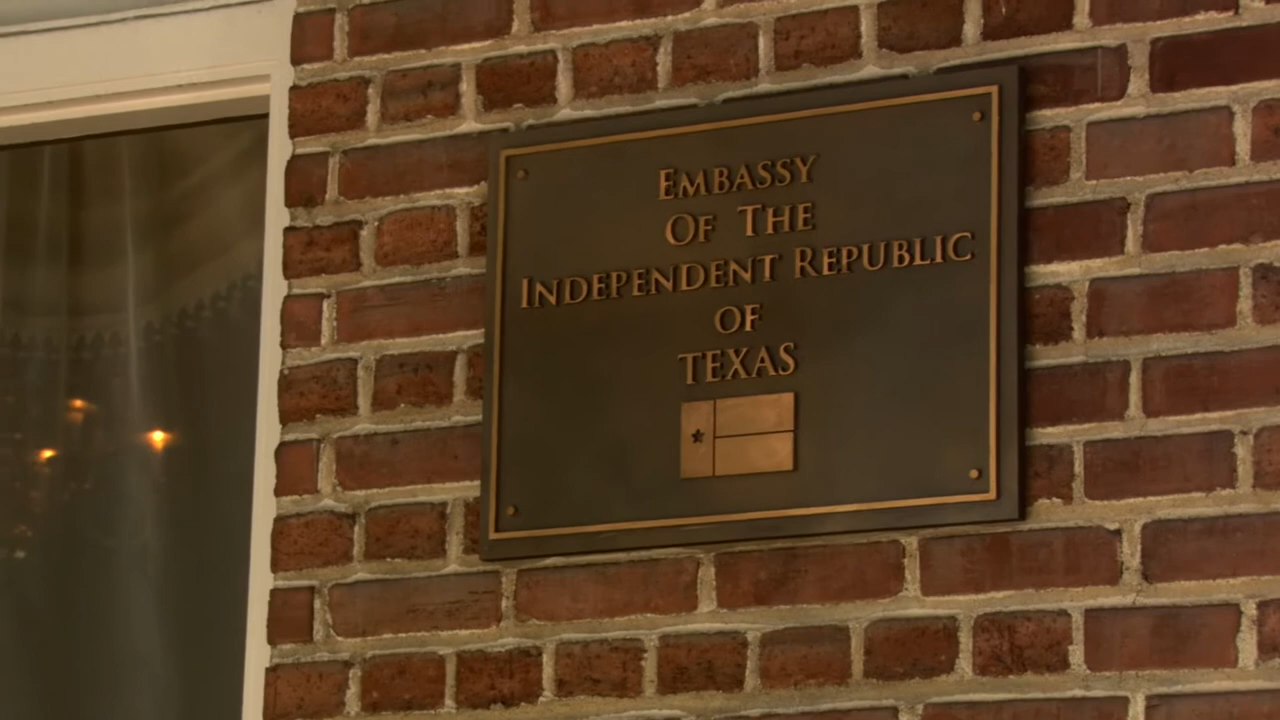 Embassy
Of The
Independent Republic
of
TEXAS